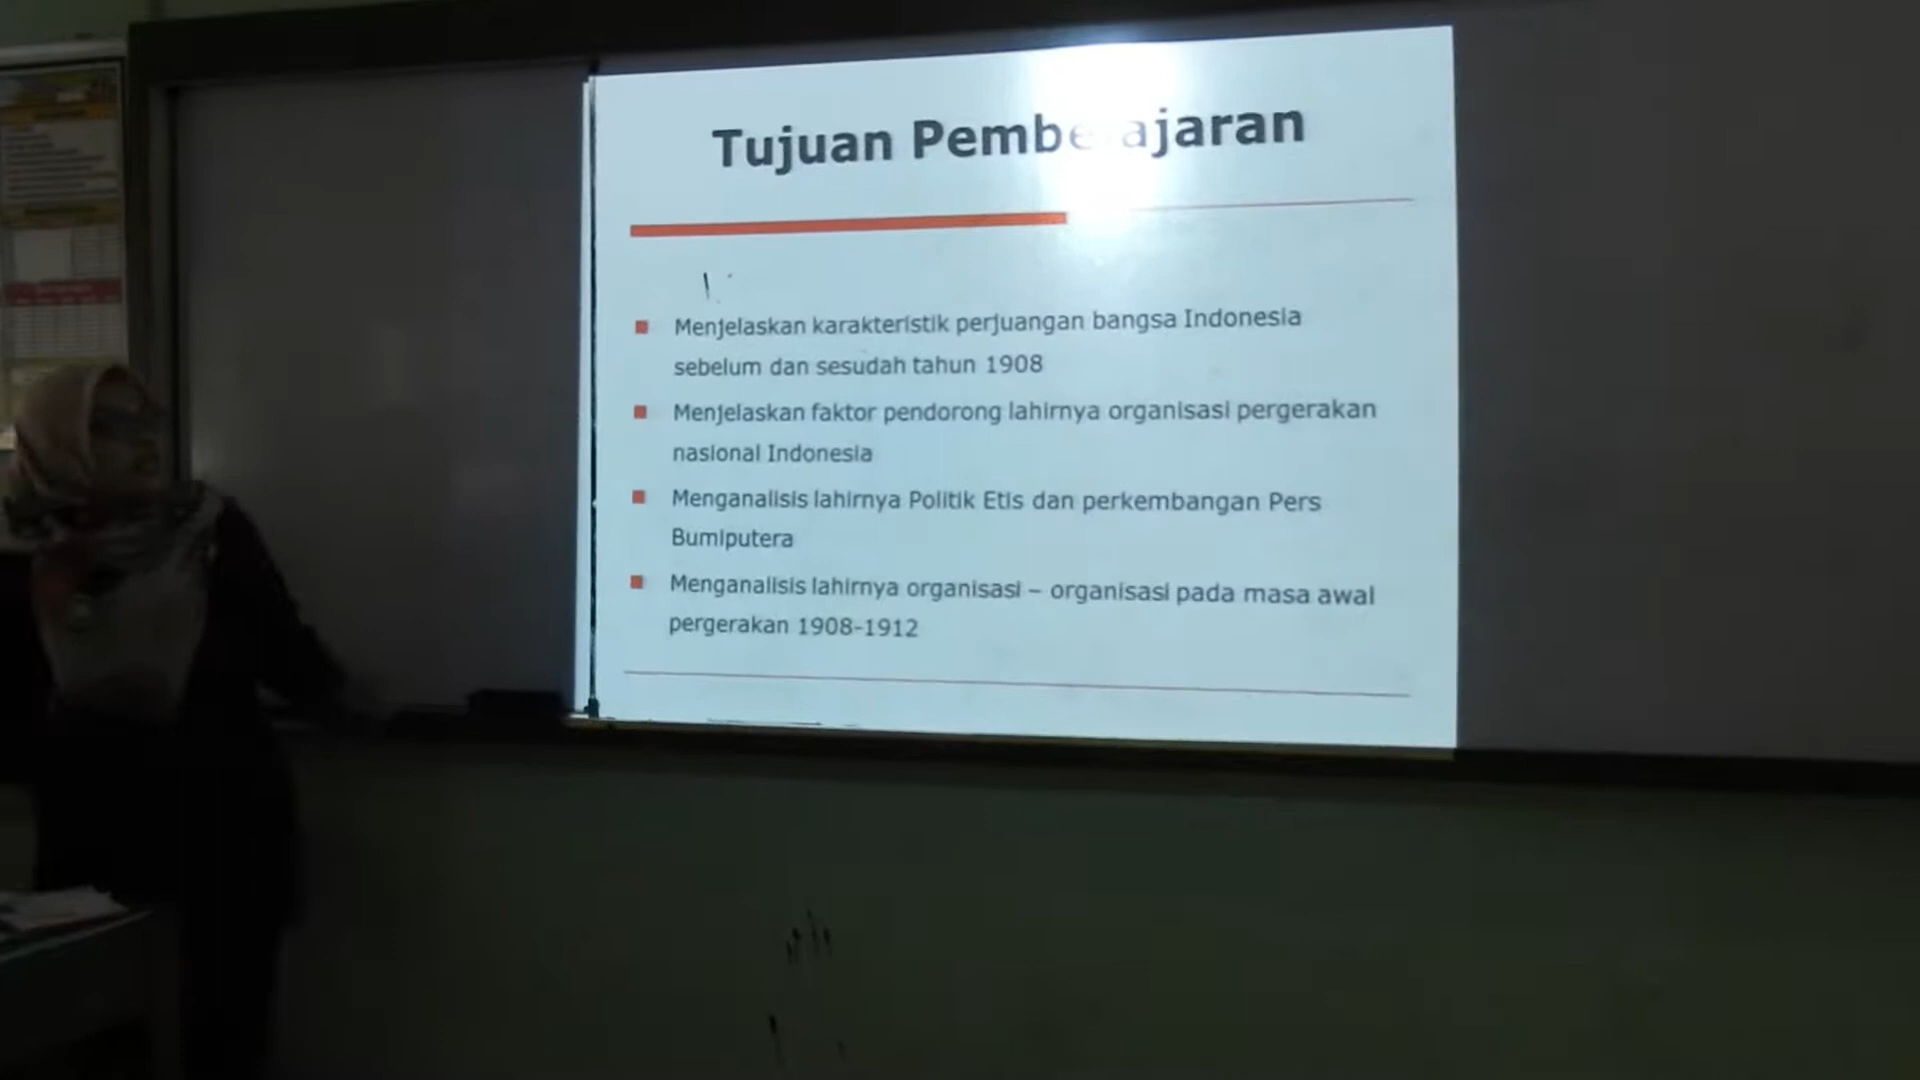 Tujuan Pembelajaran
Menjelaskan karakteristik perjuangan bangsa Indonesia
sebelum dan sesudah tahun 1908
Menjelaskan faktor pendorong lahirnya organisasi pergerakan
nasional Indonesia
Menganalisis lahirnya Politik Etis dan perkembangan Pers
Bumiputera
Menganalisis lahirnya organisasi – organisasi pada masa awal
pergerakan 1908-1912